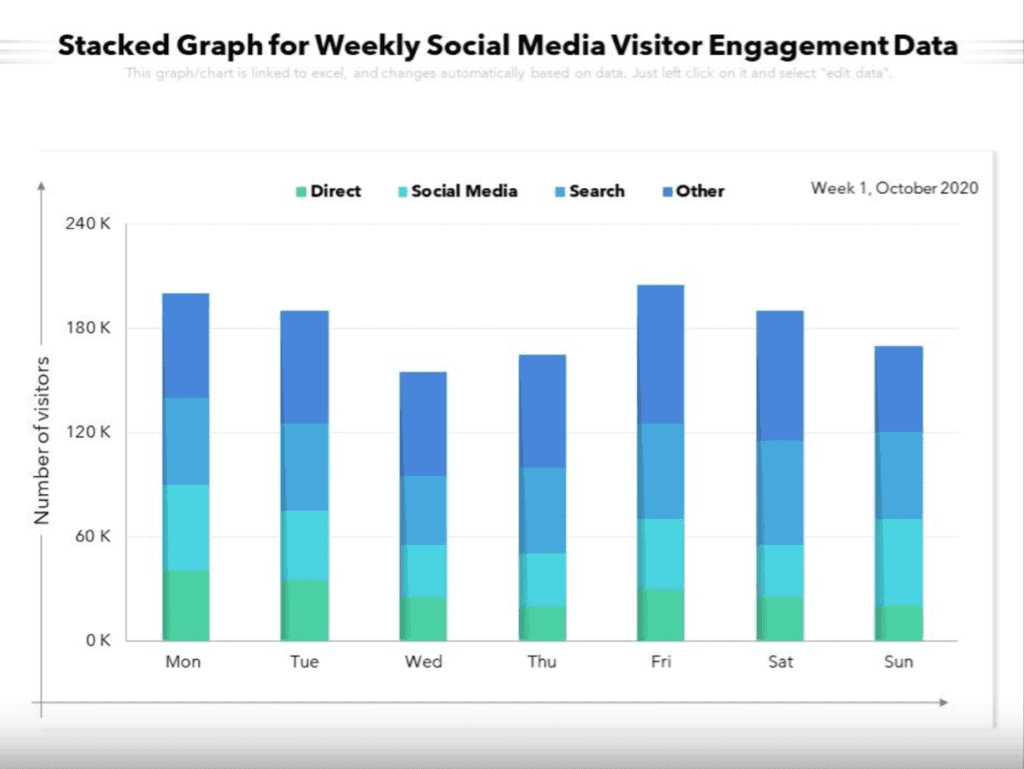 Stacked Graph for Weekly Social Media Visitor Engagement Data
This graph/chart is linked to excel, and changes automatically based on data. Just left click on it and select "edit data".
Direct
Social Media
Search
Other
Week 1, October 2020
Number of visitors
240 K
180 K
120 K
60 K
0 K
Mon
Tue
Wed
Thu
Fri
Sat
Sun